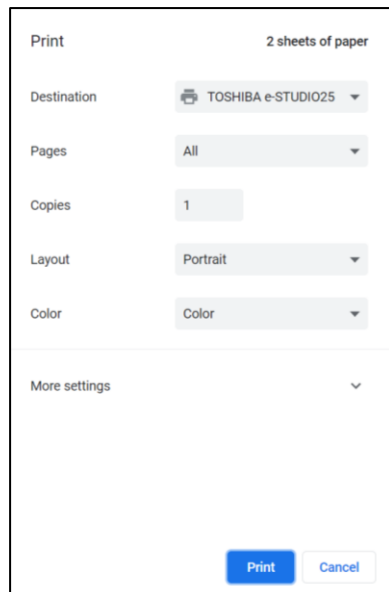 Print 2 sheets of paper
Destination TOSHIBA e-STUDIO25
Pages All
Copies 1
Layout Portrait
Color Color
More settings
Print Cancel